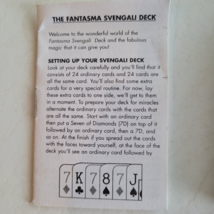 THE FANTASMA SVENGALI DECK
Welcome to the wonderful world of the
Fantasma Svengali Deck and the fabulous
magic that it can give you!
SETTING UP YOUR SVENGALI DECK
Look at your deck carefully and you'll find that it
consists of 24 ordinary cards and 24 cards are
all the same card. You'll also find some extra
cards for a very special routine. For now, lay
these extra cards to one side, we'll get to them
in a moment. To prepare your deck for miracles
alternate the ordinary cards with the cards that
are all the same. Start with an ordinary card
then put a Seven of Diamonds (7D) on top of it
followed by an ordinary card, then a 7D, and
so on. At the finish if you spread out the cards
with the faces toward yourself, at the face of the
deck you'll see an ordinary card followed by
7 K 7 8 7 J